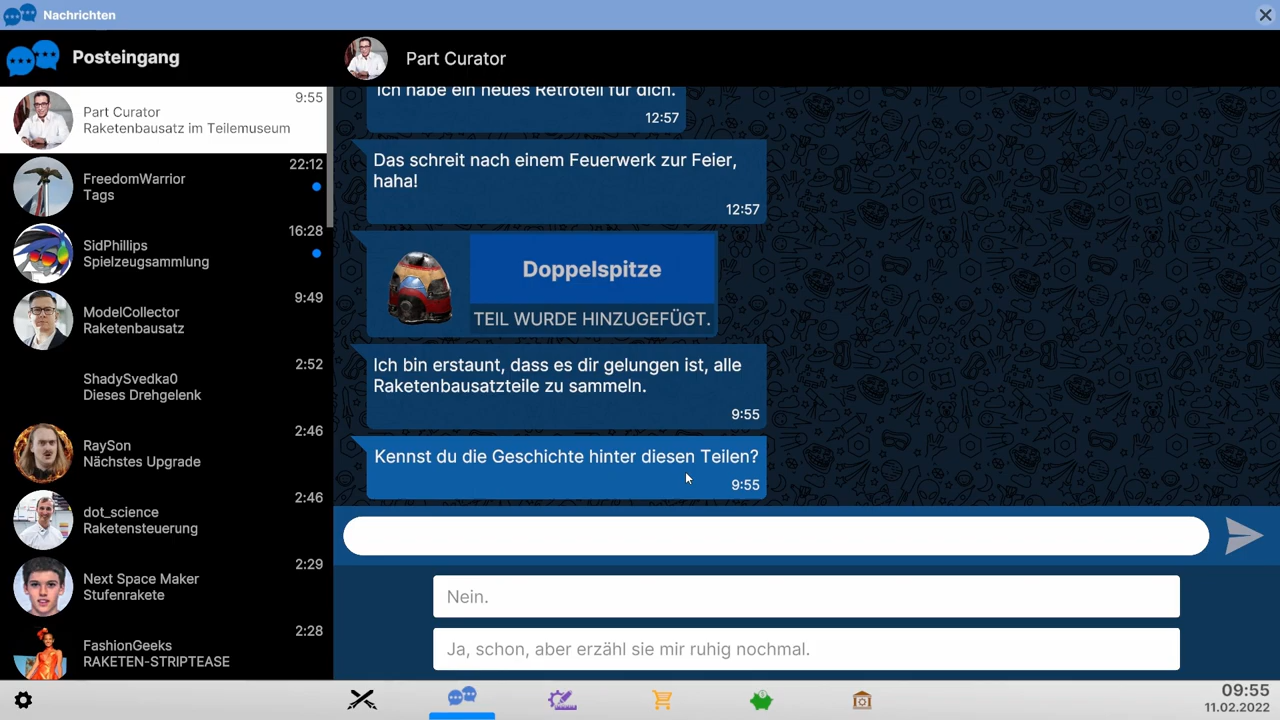 Nachrichten
Posteingang
Part Curator
9:55
Part Curator
Raketenbausatz im Teilemuseum
22:12
FreedomWarrior
Tags
16:28
SidPhillips
Spielzeugsammlung
9:49
ModelCollector
Raketenbausatz
2:52
ShadySvedka0
Dieses Drehgelenk
2:46
RaySon
Nächstes Upgrade
2:46
dot_science
Raketensteuerung
2:29
Next Space Maker
Stufenrakete
2:28
FashionGeeks
RAKETEN-STRIPTEASE
Ich habe ein neues Retroteil für dich.
12:57
Das schreit nach einem Feuerwerk zur Feier,
haha!
12:57
Doppelspitze
TEIL WURDE HINZUGEFÜGT.
Ich bin erstaunt, dass es dir gelungen ist, alle
Raketenbausatzteile zu sammeln.
9:55
Kennst du die Geschichte hinter diesen Teilen?
9:55
Nein.
Ja, schon, aber erzähl sie mir ruhig nochmal.
09:55
11.02.2022